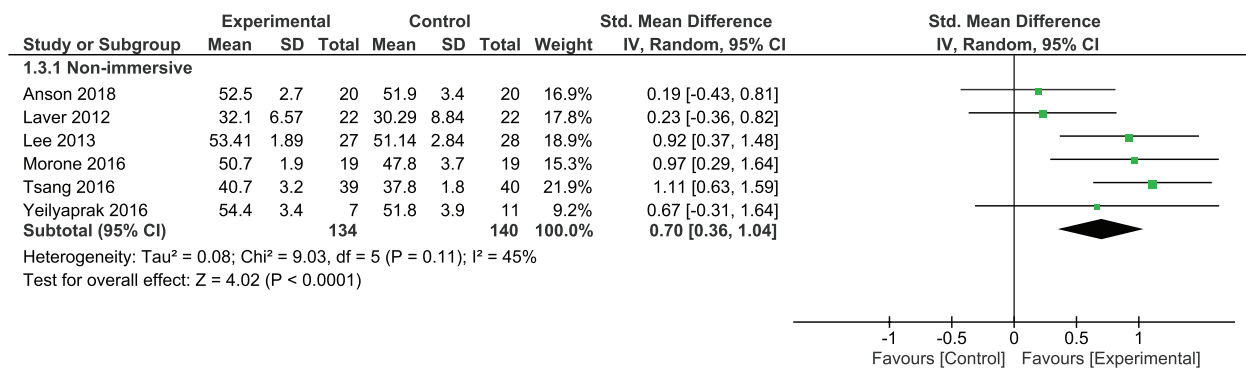 Experimental Control Std. Mean Difference Std. Mean Difference
Study or Subgroup Mean SD Total Mean SD Total Weight IV, Random, 95% CI IV, Random, 95% CI
1.3.1 Non-immersive
Anson 2018 52.5 2.7 20 51.9 3.4 20 16.9% 0.19 [-0.43, 0.81]
Laver 2012 32.1 6.57 22 30.29 8.84 22 17.8% 0.23 [-0.36, 0.82]
Lee 2013 53.41 1.89 27 51.14 2.84 28 18.9% 0.92 [0.37, 1.48]
Morone 2016 50.7 1.9 19 47.8 3.7 19 15.3% 0.97 [0.29, 1.64]
Tsang 2016 40.7 3.2 39 37.8 1.8 40 21.9% 1.11 [0.63, 1.59]
Yeilyaprak 2016 54.4 3.4 7 51.8 3.9 11 9.2% 0.67 [-0.31, 1.64]
Subtotal (95% CI) 134 140 100.0% 0.70 [0.36, 1.04]
Heterogeneity: Tau² = 0.08; Chi² = 9.03, df = 5 (P = 0.11); I² = 45%
Test for overall effect: Z = 4.02 (P < 0.0001)
-1 -0.5 0 0.5 1
Favours [Control] Favours [Experimental]